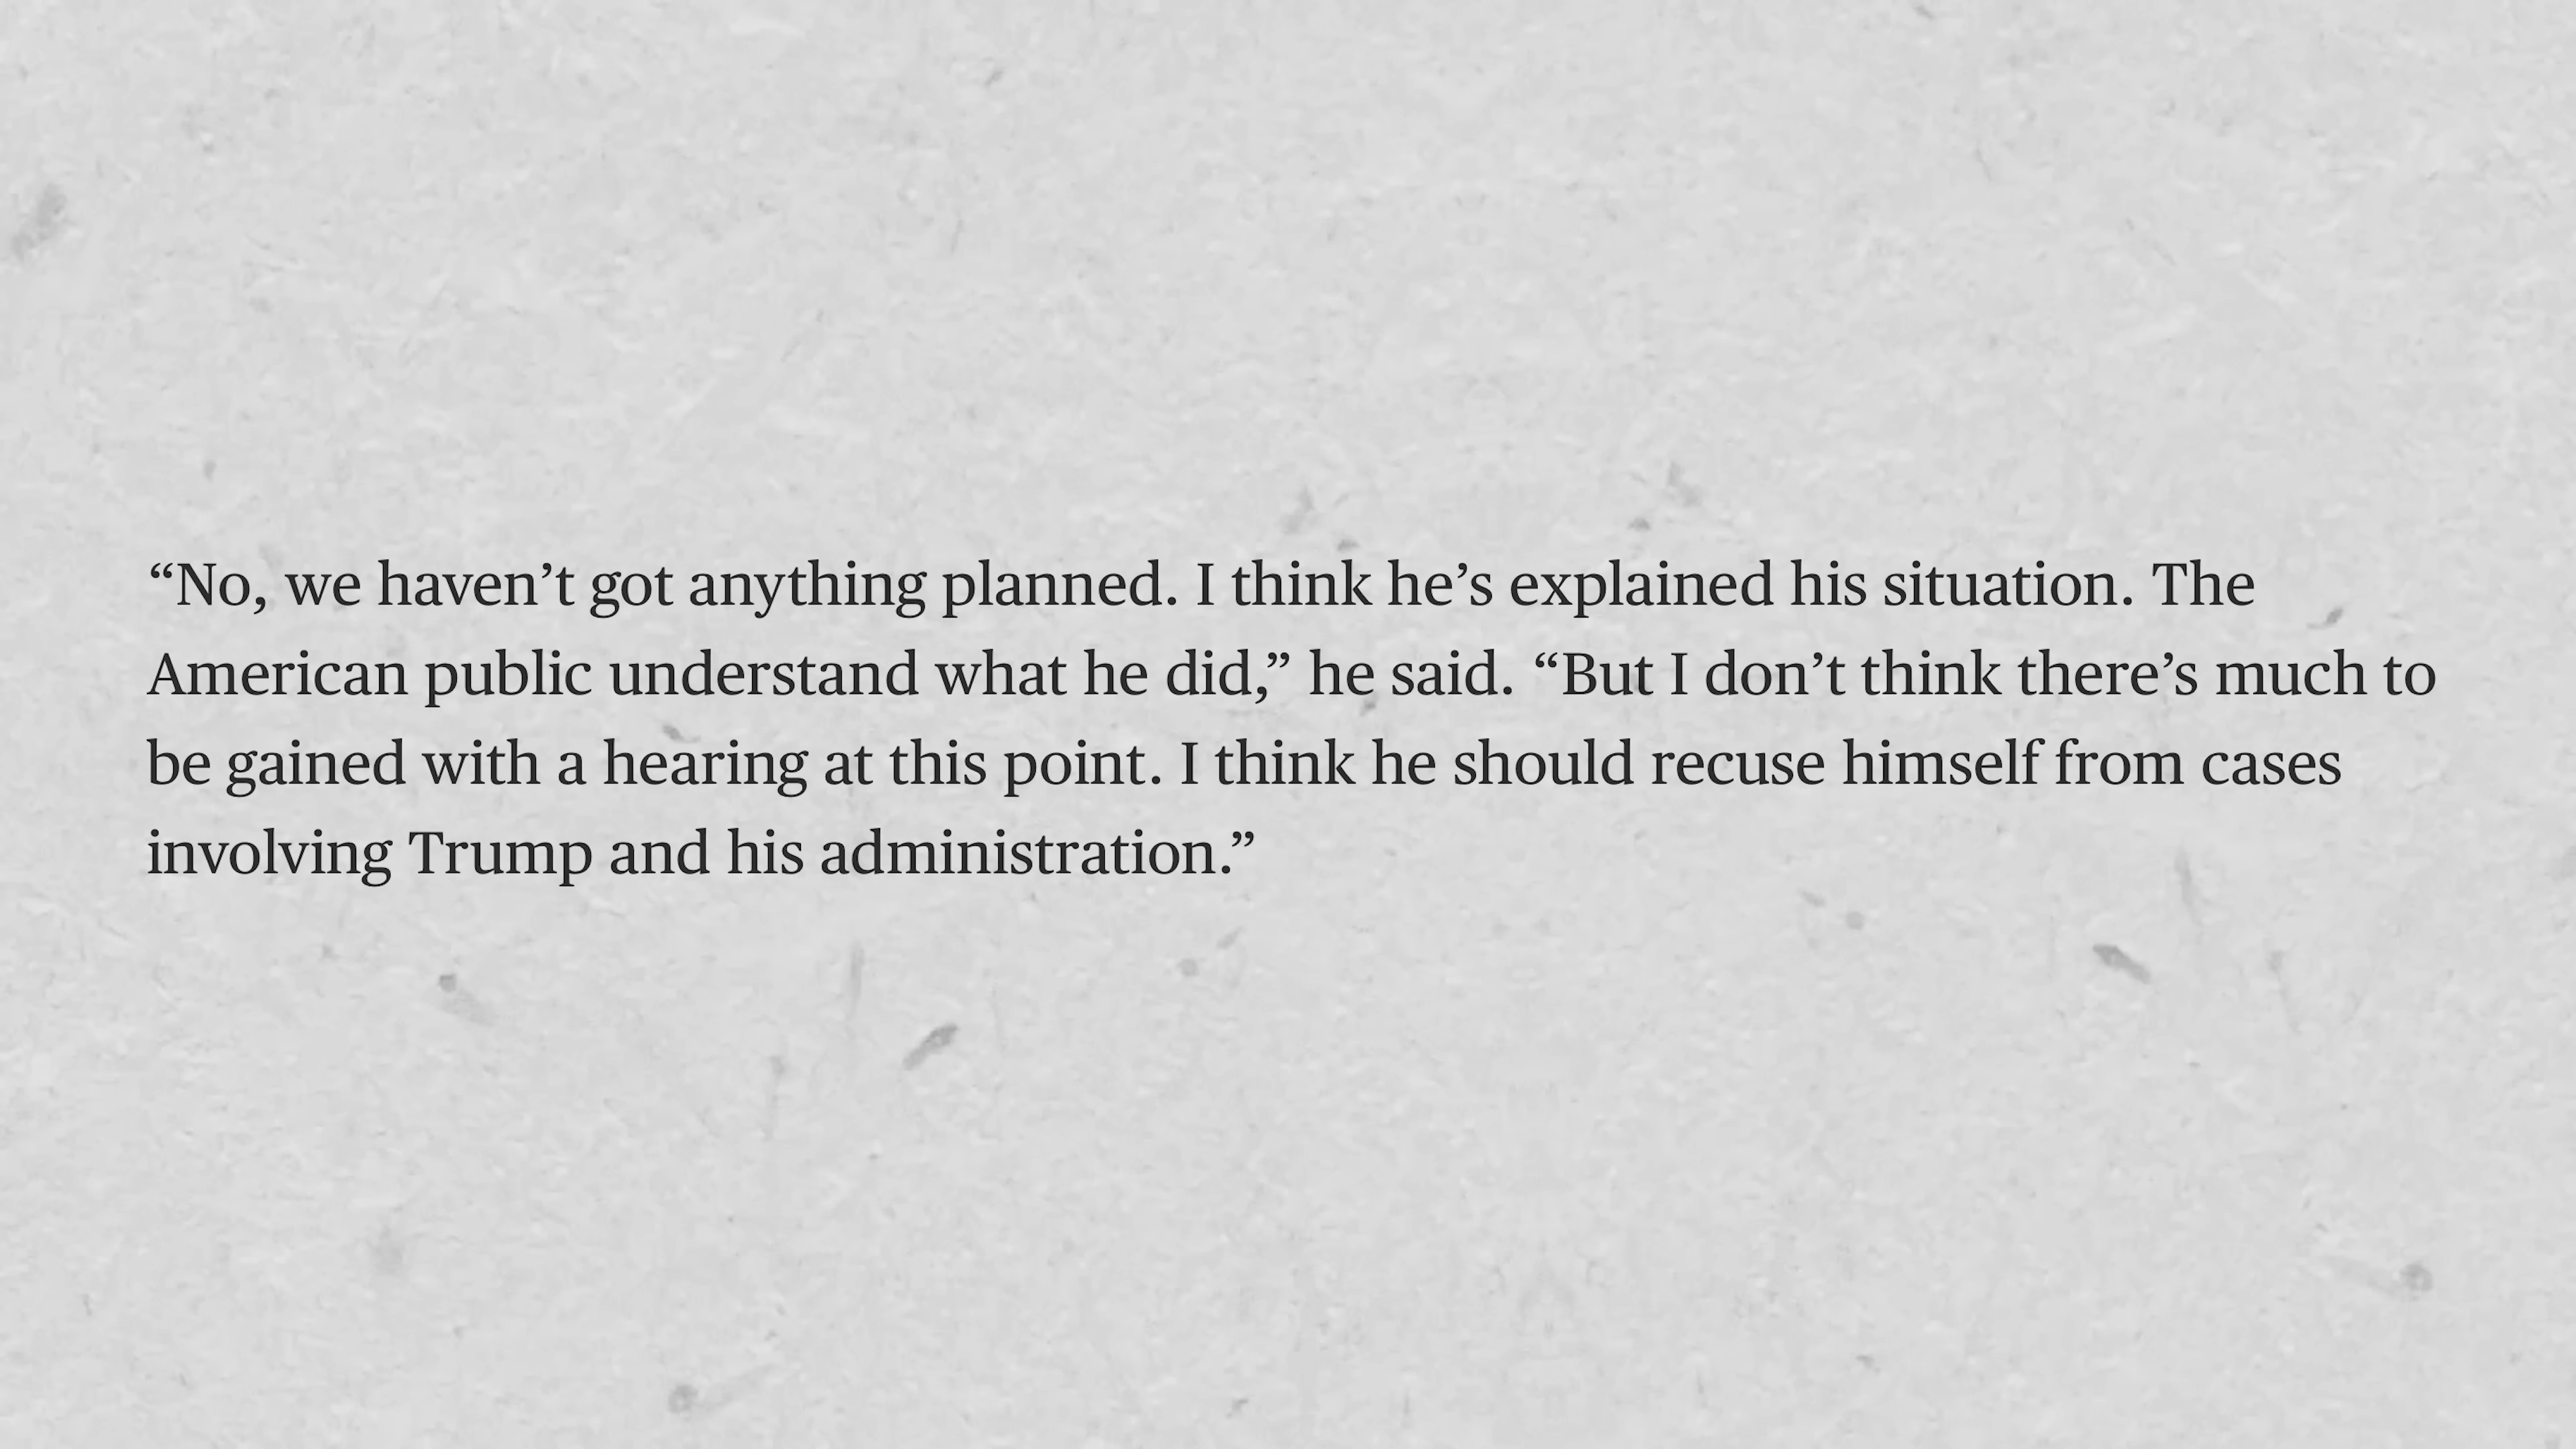 “No, we haven’t got anything planned. I think he’s explained his situation. The
American public understand what he did,” he said. “But I don’t think there’s much to
be gained with a hearing at this point. I think he should recuse himself from cases
involving Trump and his administration.”